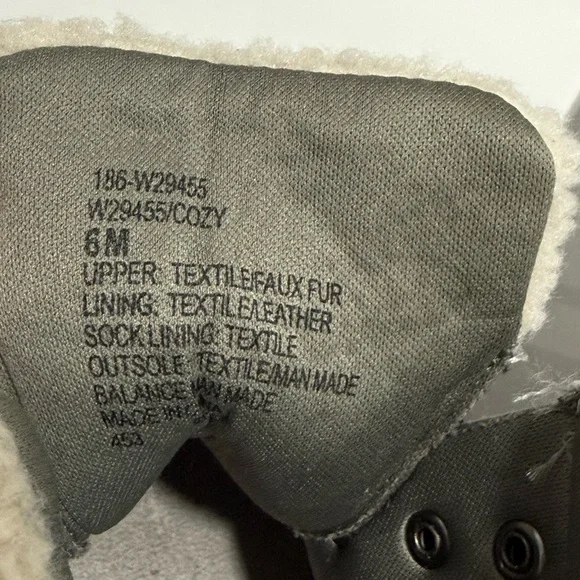 186-W29455
W29455/COZY
6M
UPPER: TEXTILE/FAUX FUR
LINING: TEXTILE/LEATHER
SOCK LINING: TEXTILE
OUTSOLE: TEXTILE/MAN MADE
BALANCE MAN MADE
MADE IN
453